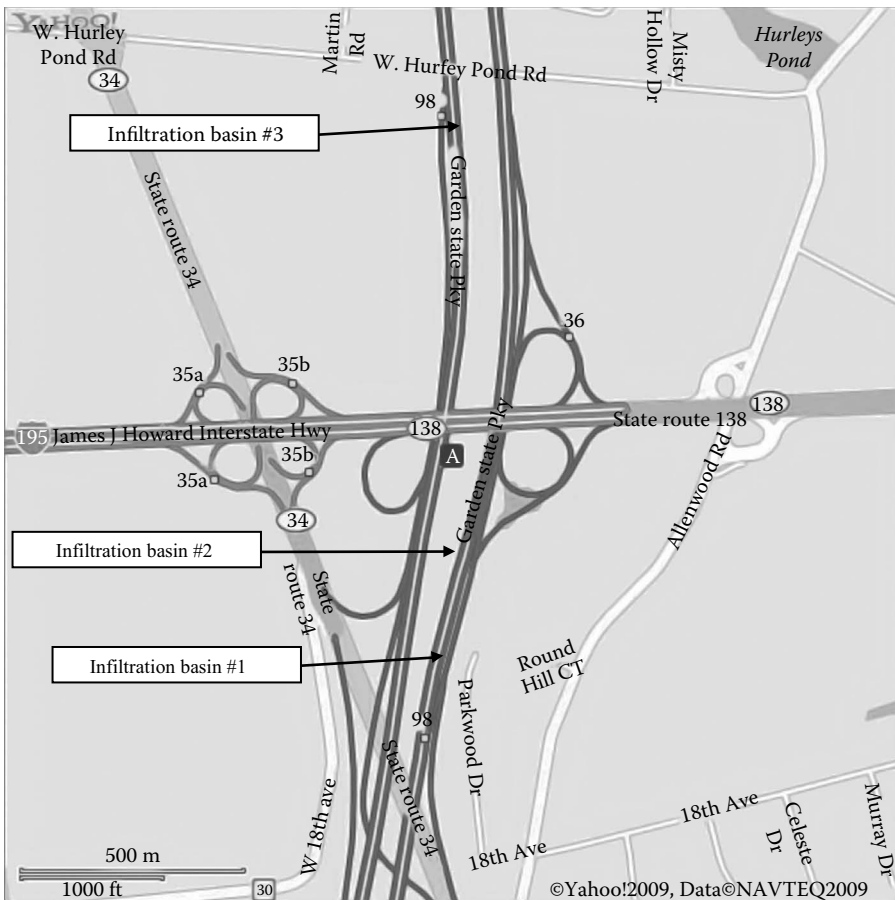 YAHOO!
W. Hurley
Pond Rd
34
Martin
Rd
W. Hurfey Pond Rd
Hollow Dr
Misty
Hurleys
Pond
98
Infiltration basin #3
State route 34
Garden state Pky
36
35a
35b
195
James J Howard Interstate Hwy
138
State route 138
138
A
35a
35b
34
Garden state Pky
Allenwood Rd
Infiltration basin #2
State
route 34
Infiltration basin #1
Round
Hill CT
Parkwood Dr
98
State route 34
W 18th ave
18th Ave
18th Ave
Celeste
Dr
Murray Dr
500 m
1000 ft
30
©Yahoo!2009, Data©NAVTEQ2009